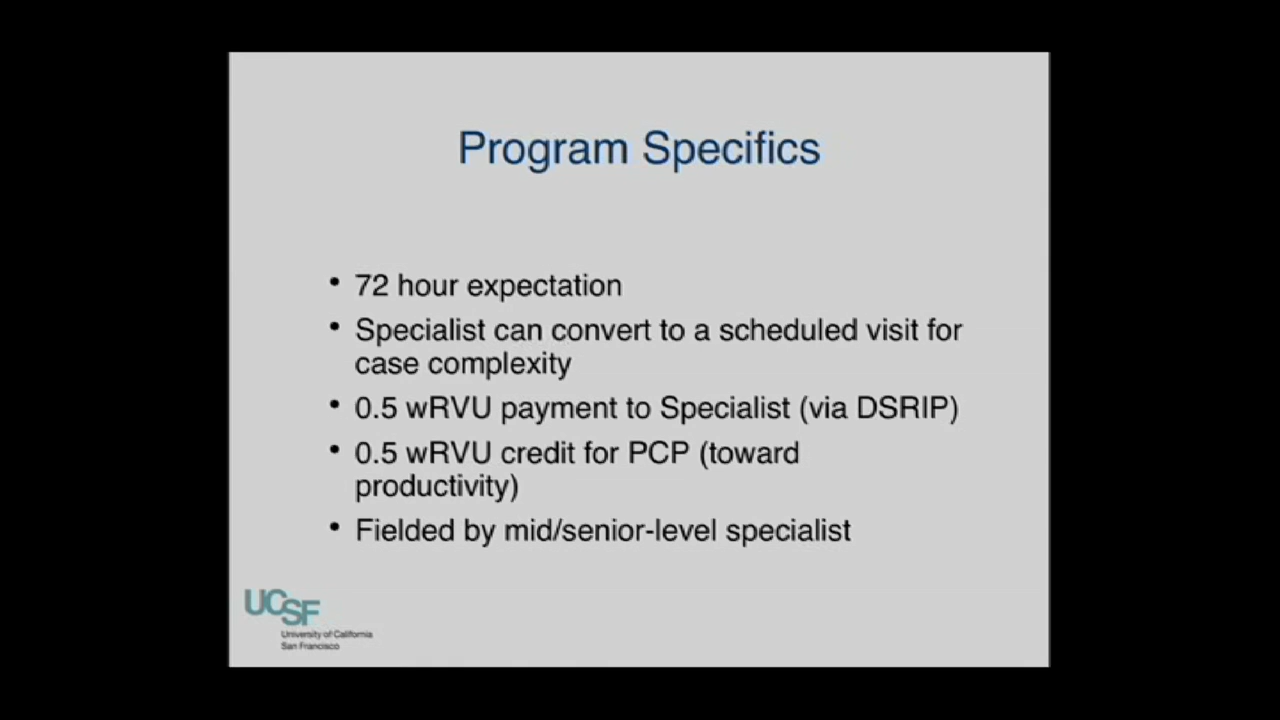 Program Specifics
• 72 hour expectation
• Specialist can convert to a scheduled visit for
case complexity
• 0.5 wRVU payment to Specialist (via DSRIP)
• 0.5 wRVU credit for PCP (toward
productivity)
• Fielded by mid/senior-level specialist
UCSF
University of California
San Francisco